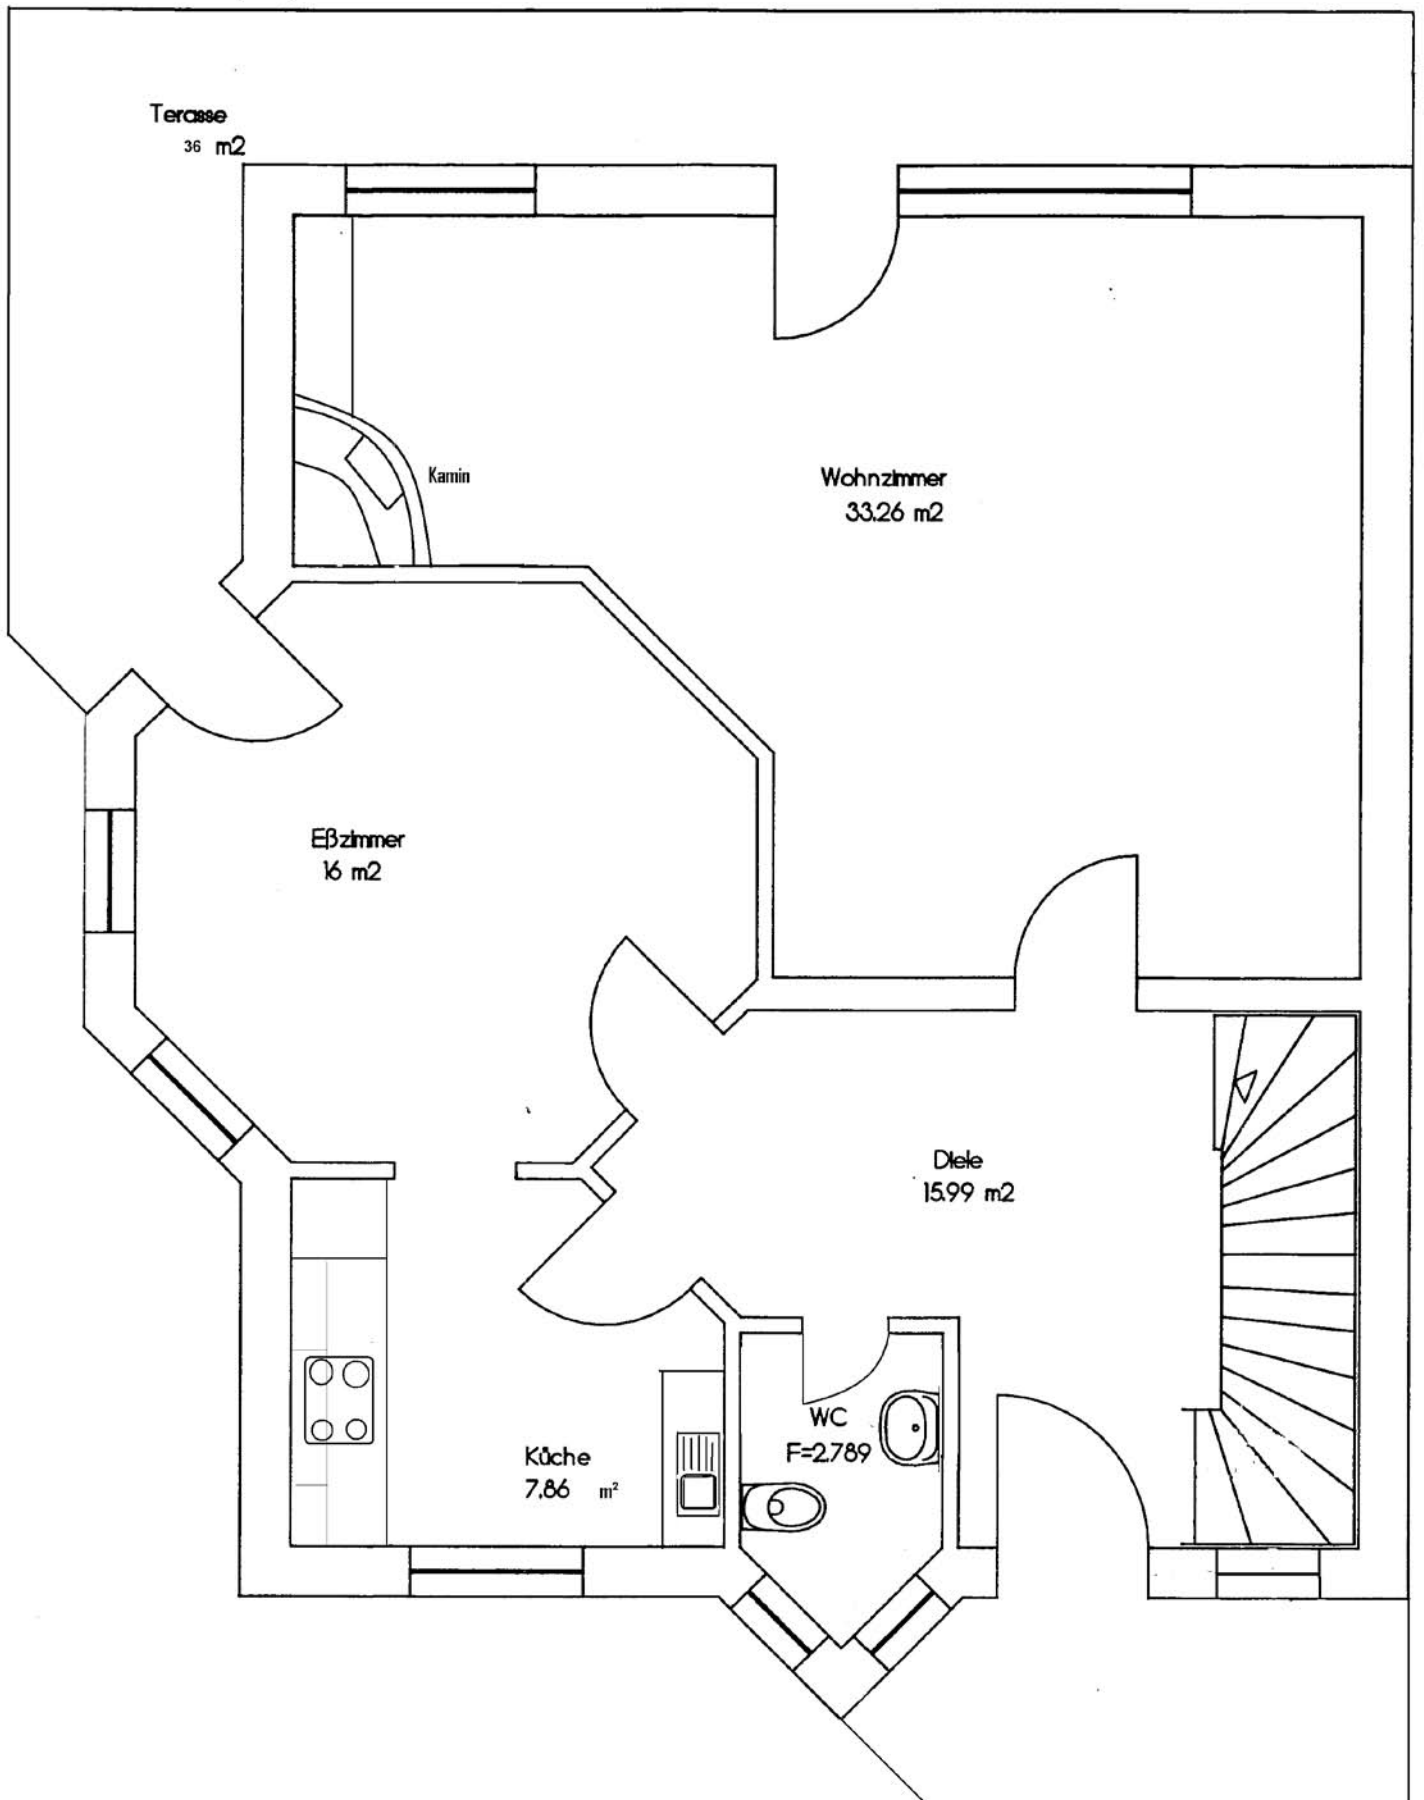 Terasse
36 m2
Kamin
Wohnzimmer
33.26 m2
Eßzimmer
16 m2
Diele
15.99 m2
WC
F=2.789
Küche
7.86 m²